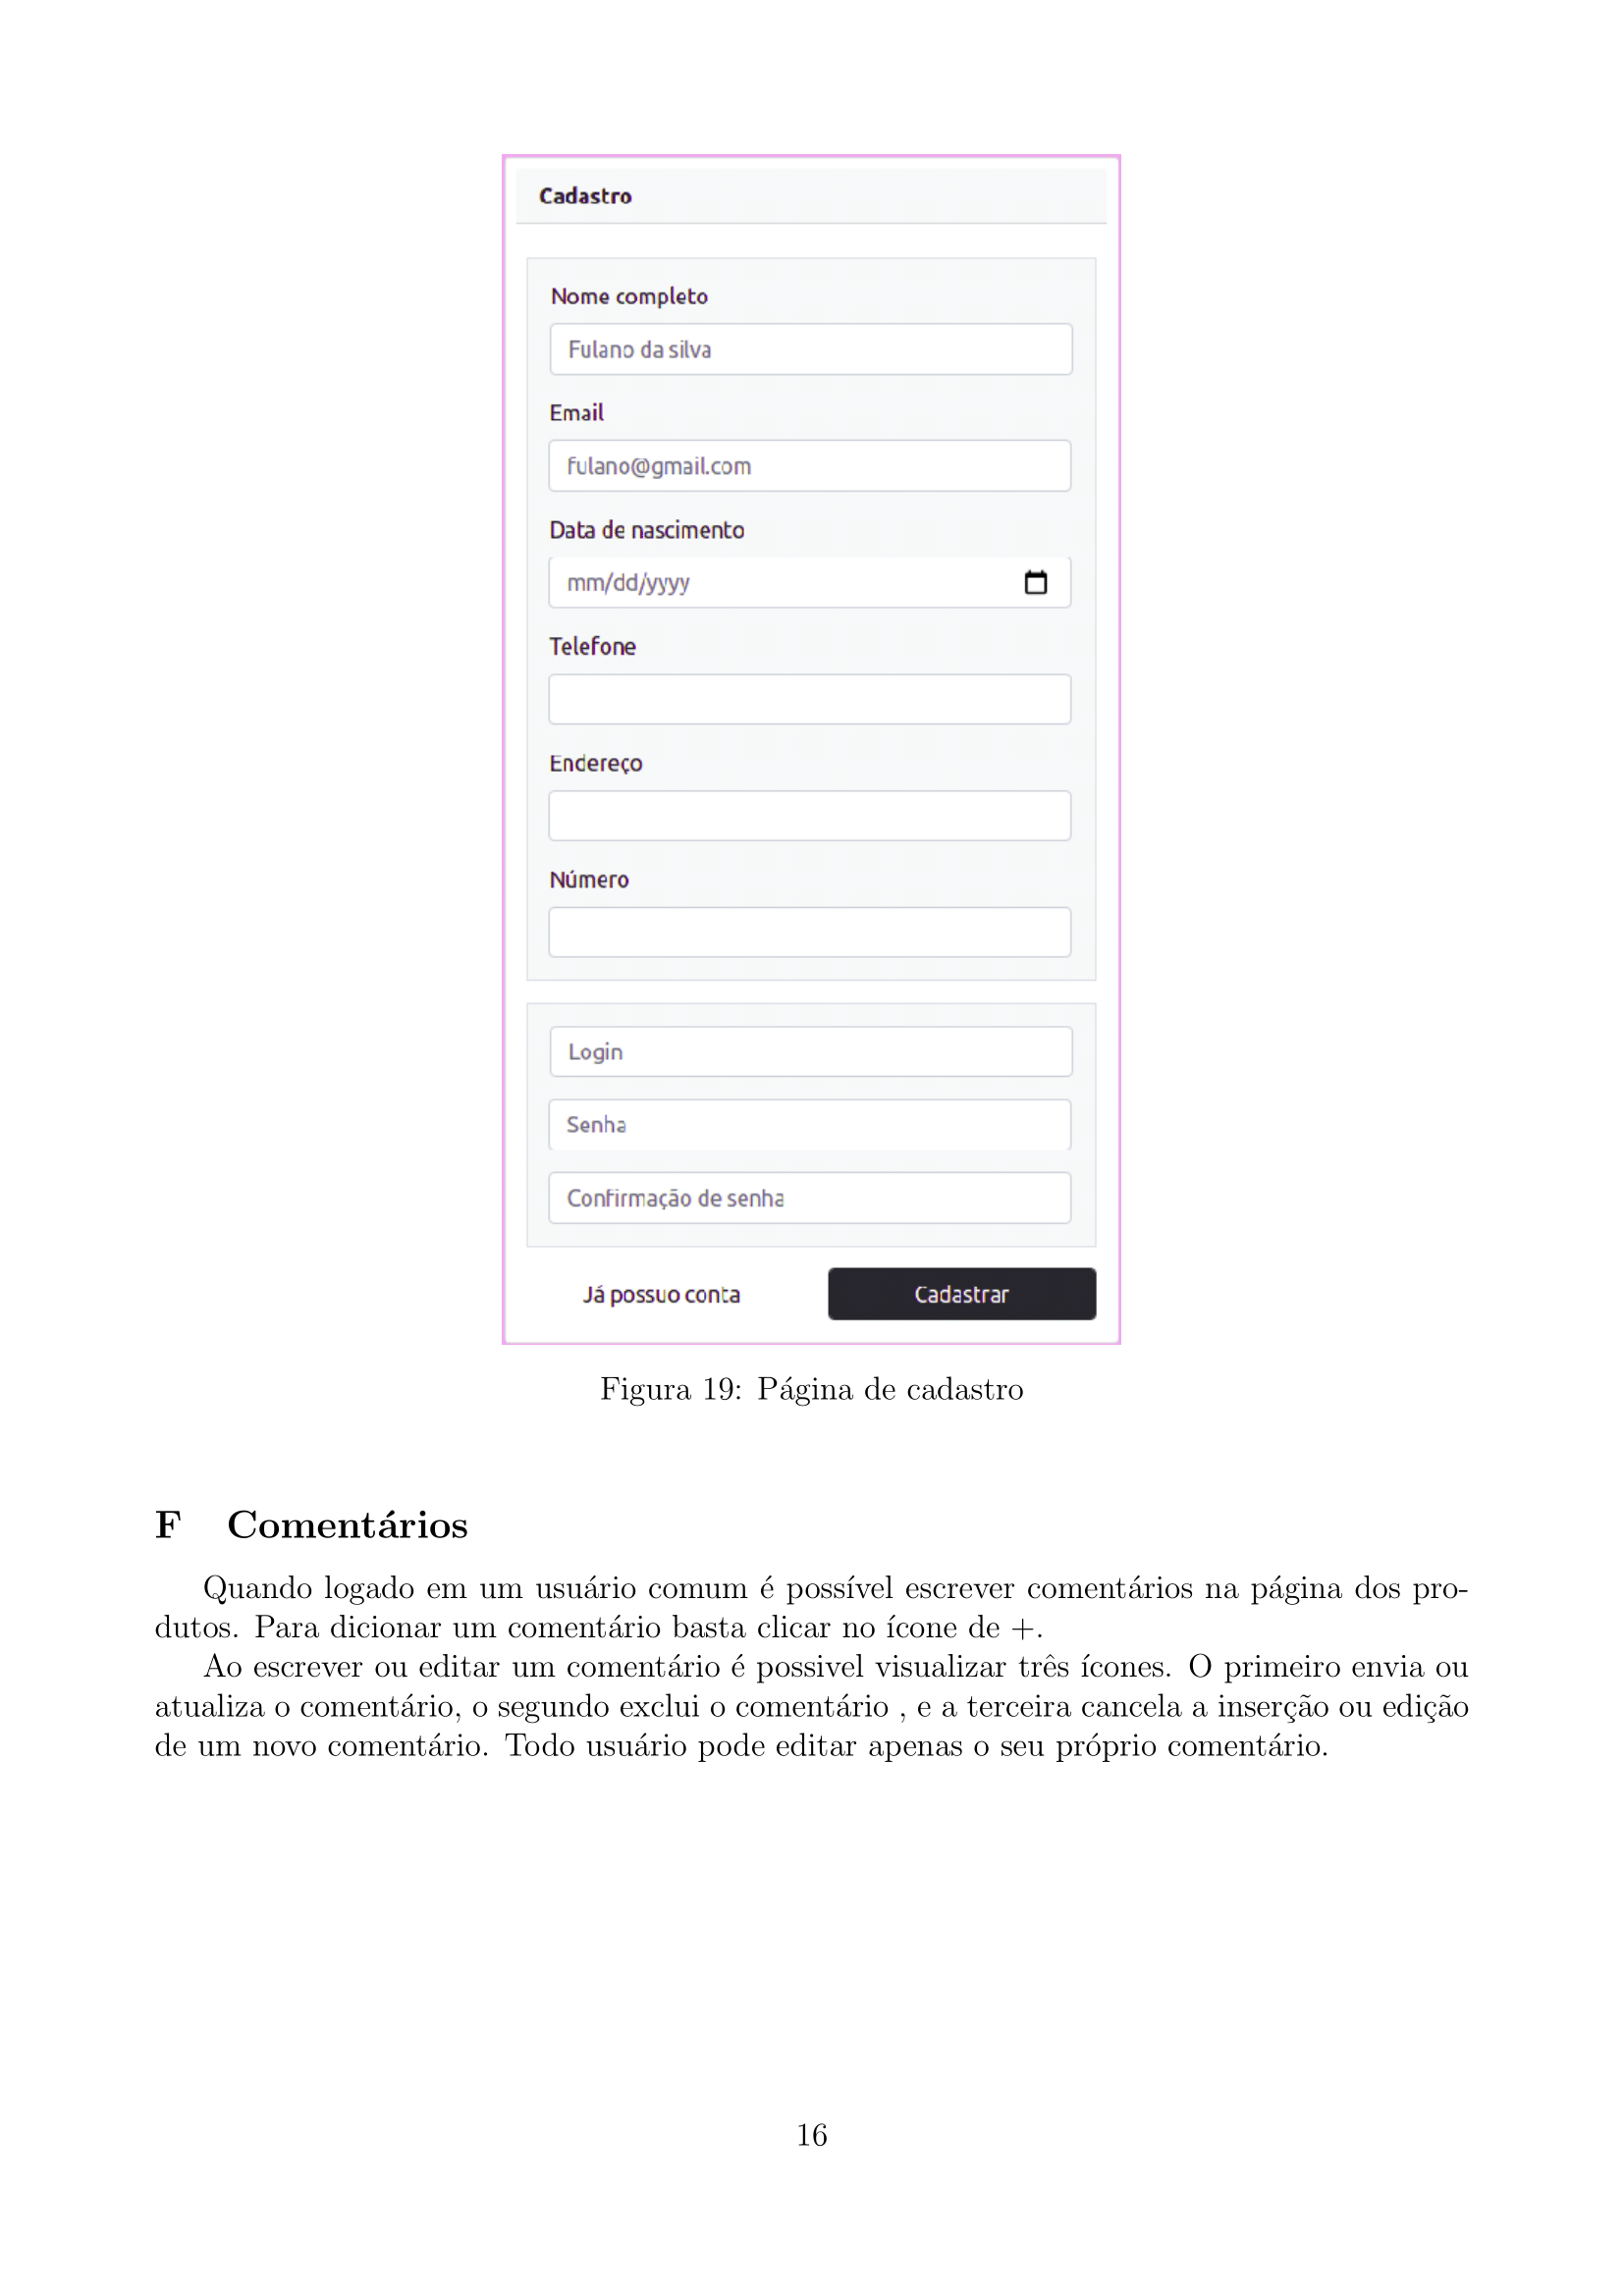 Cadastro
Nome completo
Fulano da silva
Email
fulano@gmail.com
Data de nascimento
mm/dd/yyyy
Telefone
Endereço
Número
Login
Senha
Confirmação de senha
Já possuo conta Cadastrar
Figura 19: Página de cadastro
F Comentários
Quando logado em um usuário comum é possível escrever comentários na página dos pro-
dutos. Para dicionar um comentário basta clicar no ícone de +.
Ao escrever ou editar um comentário é possivel visualizar três ícones. O primeiro envia ou
atualiza o comentário, o segundo exclui o comentário , e a terceira cancela a inserção ou edição
de um novo comentário. Todo usuário pode editar apenas o seu próprio comentário.
16